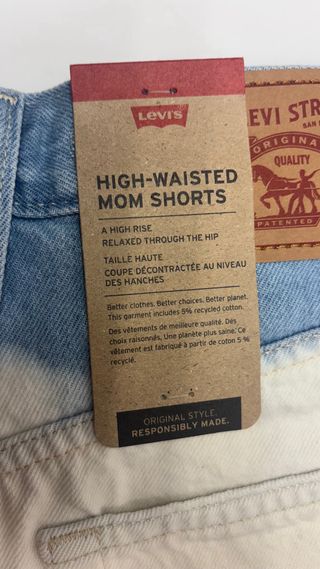 Levi's
HIGH-WAISTED
MOM SHORTS
A HIGH RISE
RELAXED THROUGH THE HIP
TAILLE HAUTE
COUPE DÉCONTRACTÉE AU NIVEAU
DES HANCHES
Better clothes. Better choices. Better planet.
This garment includes 5% recycled cotton.
Des vêtements de meilleure qualité. Des
choix raisonnés. Une planète plus saine. Ce
vêtement est fabriqué à partir de coton 5 %
recyclé.
ORIGINAL STYLE.
RESPONSIBLY MADE.
EVI STR
SAN
ORIGINA
QUALITY
PATENTED